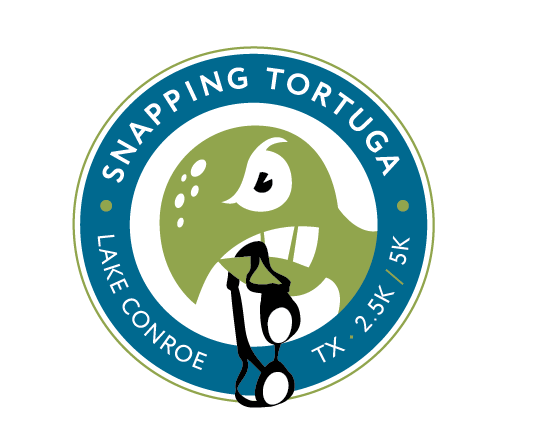 SNAPPING TORTUGA
LAKE CONROE
TX · 2.5K / 5K